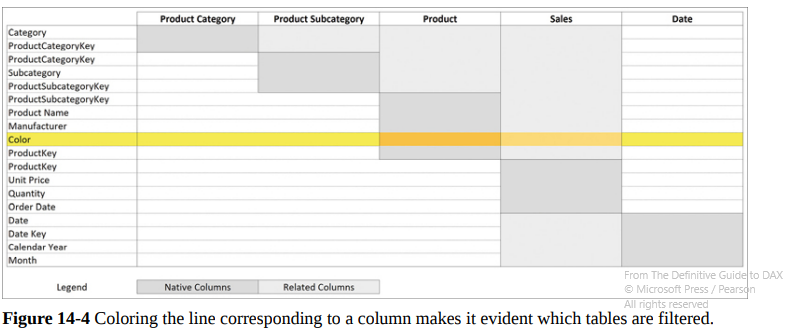 Product Category Product Subcategory Product Sales Date
Category
ProductCategoryKey
ProductCategoryKey
Subcategory
ProductSubcategoryKey
ProductSubcategoryKey
Product Name
Manufacturer
Color
ProductKey
ProductKey
Unit Price
Quantity
Order Date
Date
Date Key
Calendar Year
Month
Legend Native Columns Related Columns
From The Definitive Guide to DAX
© Microsoft Press / Pearson
All rights reserved
Figure 14-4 Coloring the line corresponding to a column makes it evident which tables are filtered.